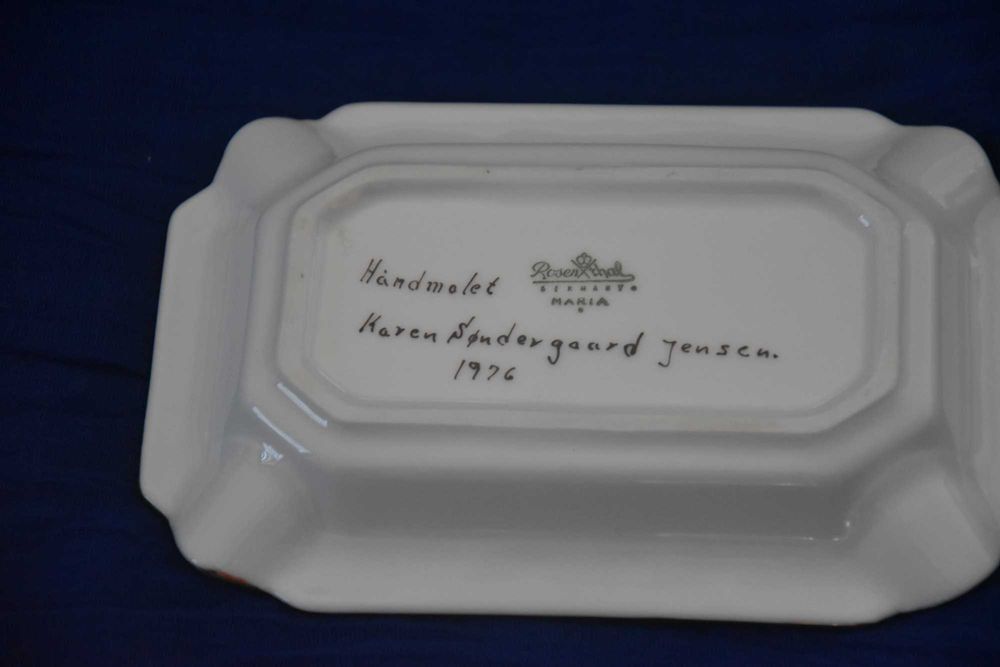 Håndmalet
Rosenthal
GERMANY
MARIA
Karen Søndergaard Jensen.
1976